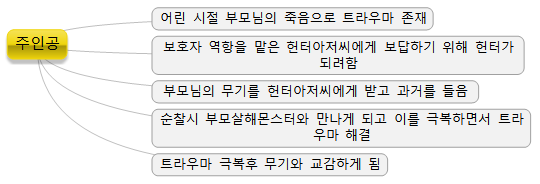 주인공
어린 시절 부모님의 죽음으로 트라우마 존재
보호자 역항을 맡은 헌터아저씨에게 보답하기 위해 헌터가
되려함
부모님의 무기를 헌터아저씨에게 받고 과거를 들음
순찰시 부모살해몬스터와 만나게 되고 이를 극복하면서 트라
우마 해결
트라우마 극복후 무기와 교감하게 됨